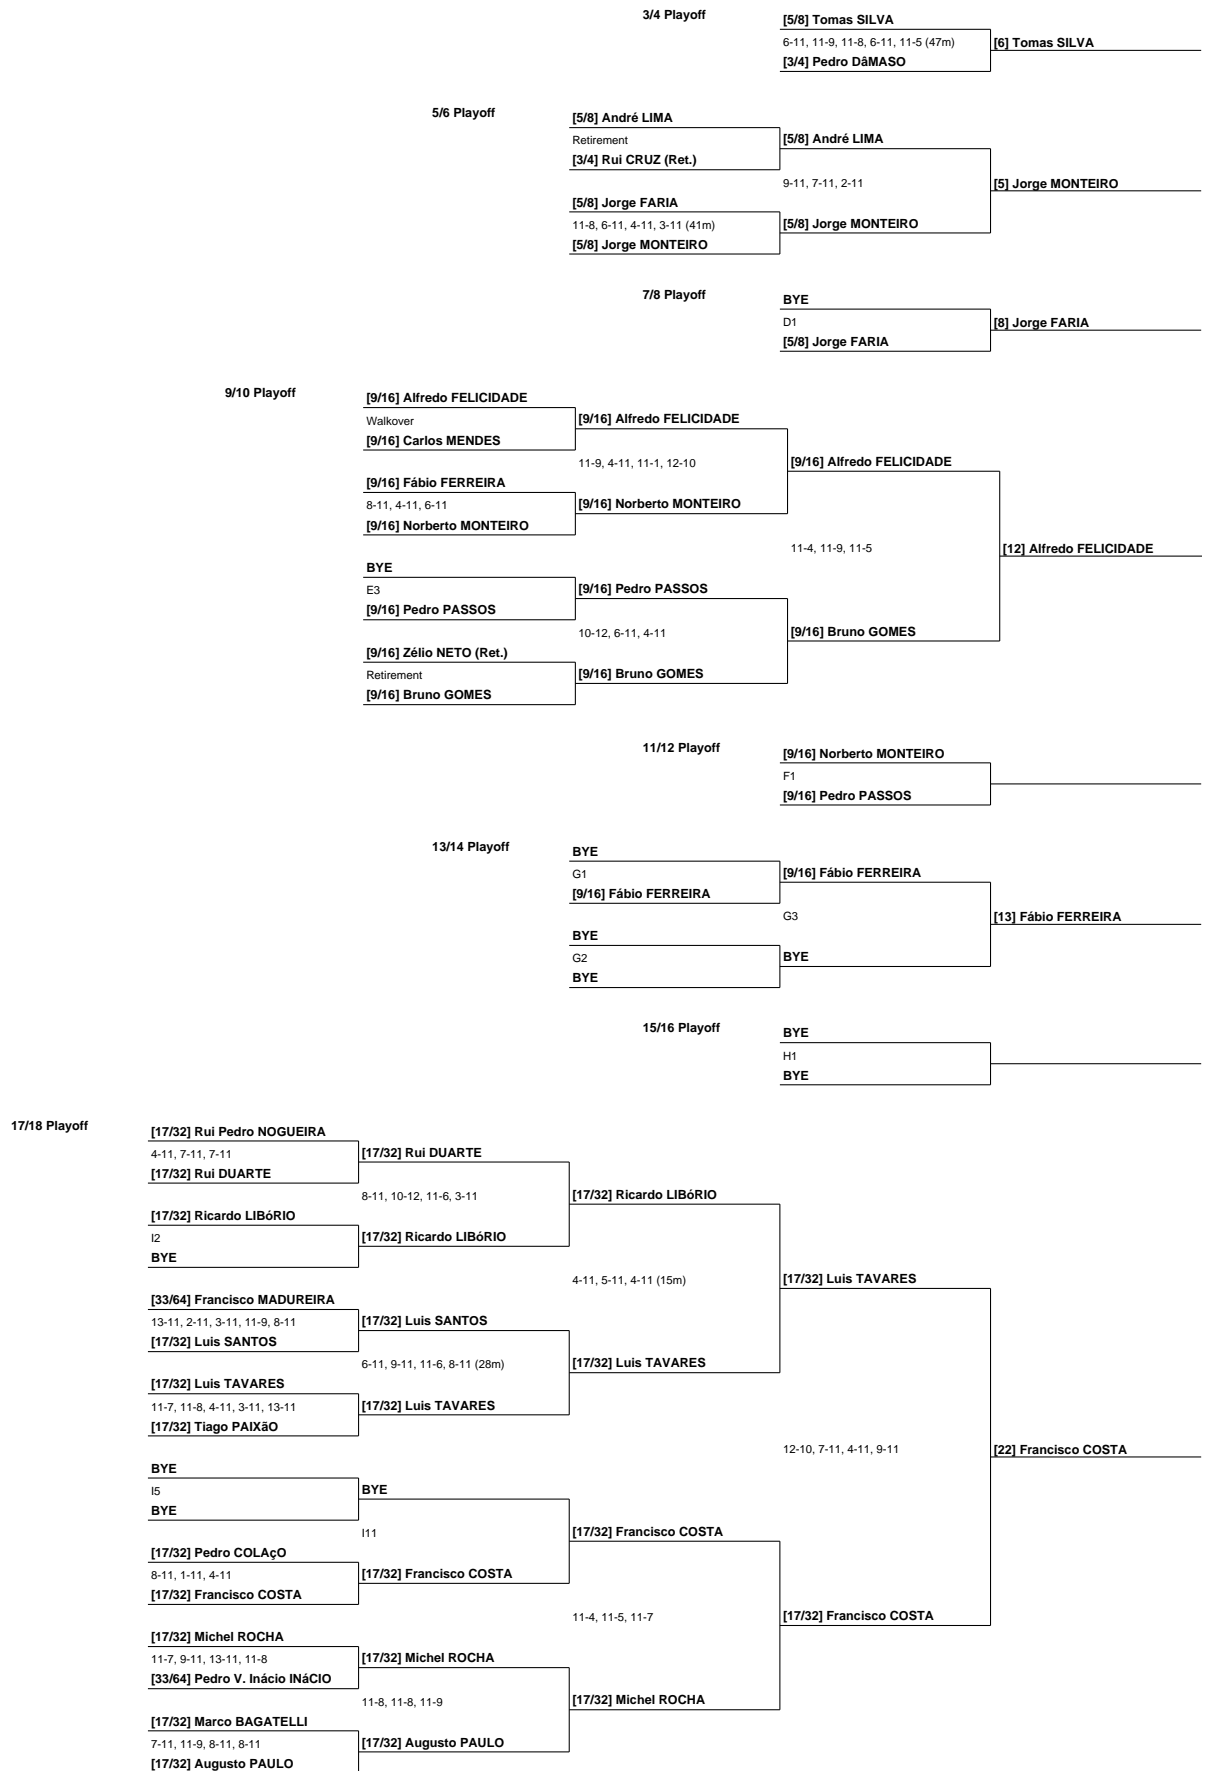 3/4 Playoff
[5/8] Tomas SILVA
6-11, 11-9, 11-8, 6-11, 11-5 (47m)
[6] Tomas SILVA
[3/4] Pedro DâMASO
5/6 Playoff
[5/8] André LIMA
Retirement
[5/8] André LIMA
[3/4] Rui CRUZ (Ret.)
9-11, 7-11, 2-11
[5] Jorge MONTEIRO
[5/8] Jorge FARIA
11-8, 6-11, 4-11, 3-11 (41m)
[5/8] Jorge MONTEIRO
[5/8] Jorge MONTEIRO
7/8 Playoff
BYE
D1
[8] Jorge FARIA
[5/8] Jorge FARIA
9/10 Playoff
[9/16] Alfredo FELICIDADE
Walkover
[9/16] Alfredo FELICIDADE
[9/16] Carlos MENDES
11-9, 4-11, 11-1, 12-10
[9/16] Alfredo FELICIDADE
[9/16] Fábio FERREIRA
8-11, 4-11, 6-11
[9/16] Norberto MONTEIRO
[9/16] Norberto MONTEIRO
11-4, 11-9, 11-5
[12] Alfredo FELICIDADE
BYE
E3
[9/16] Pedro PASSOS
[9/16] Pedro PASSOS
10-12, 6-11, 4-11
[9/16] Bruno GOMES
[9/16] Zélio NETO (Ret.)
Retirement
[9/16] Bruno GOMES
[9/16] Bruno GOMES
11/12 Playoff
[9/16] Norberto MONTEIRO
F1
[9/16] Pedro PASSOS
13/14 Playoff
BYE
G1
[9/16] Fábio FERREIRA
[9/16] Fábio FERREIRA
G3
[13] Fábio FERREIRA
BYE
G2
BYE
BYE
15/16 Playoff
BYE
H1
BYE
17/18 Playoff
[17/32] Rui Pedro NOGUEIRA
4-11, 7-11, 7-11
[17/32] Rui DUARTE
[17/32] Rui DUARTE
8-11, 10-12, 11-6, 3-11
[17/32] Ricardo LIBóRIO
[17/32] Ricardo LIBóRIO
I2
[17/32] Ricardo LIBóRIO
BYE
4-11, 5-11, 4-11 (15m)
[17/32] Luis TAVARES
[33/64] Francisco MADUREIRA
13-11, 2-11, 3-11, 11-9, 8-11
[17/32] Luis SANTOS
[17/32] Luis SANTOS
6-11, 9-11, 11-6, 8-11 (28m)
[17/32] Luis TAVARES
[17/32] Luis TAVARES
11-7, 11-8, 4-11, 3-11, 13-11
[17/32] Luis TAVARES
[17/32] Tiago PAIXãO
12-10, 7-11, 4-11, 9-11
[22] Francisco COSTA
BYE
I5
BYE
BYE
I11
[17/32] Francisco COSTA
[17/32] Pedro COLAçO
8-11, 1-11, 4-11
[17/32] Francisco COSTA
[17/32] Francisco COSTA
11-4, 11-5, 11-7
[17/32] Francisco COSTA
[17/32] Michel ROCHA
11-7, 9-11, 13-11, 11-8
[17/32] Michel ROCHA
[33/64] Pedro V. Inácio INáCIO
11-8, 11-8, 11-9
[17/32] Michel ROCHA
[17/32] Marco BAGATELLI
7-11, 11-9, 8-11, 8-11
[17/32] Augusto PAULO
[17/32] Augusto PAULO